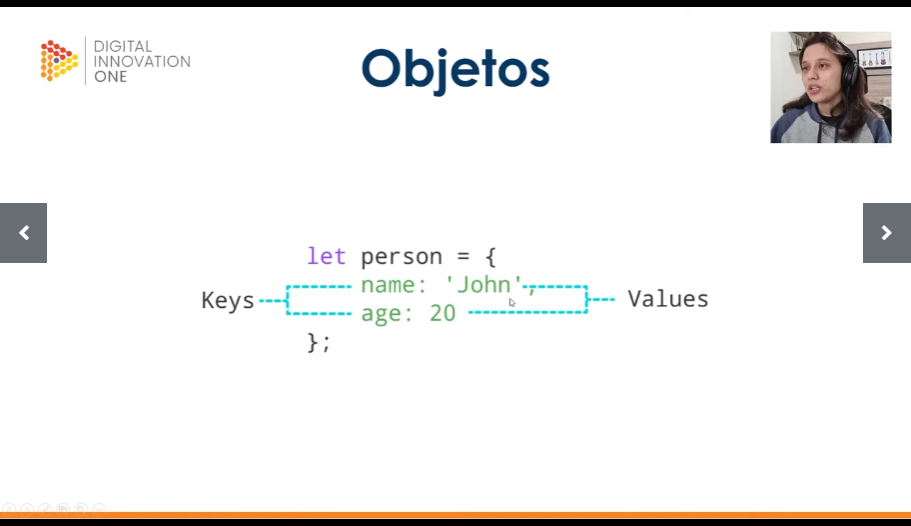 DIGITAL
INNOVATION
ONE
Objetos
let person = {
name: 'John',
Keys
Values
age: 20
};